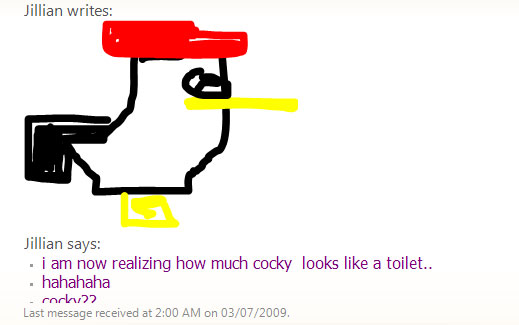 Jillian writes:
Jillian says:
i am now realizing how much cocky looks like a toilet..
hahahaha
cocky??
Last message received at 2:00 AM on 03/07/2009.